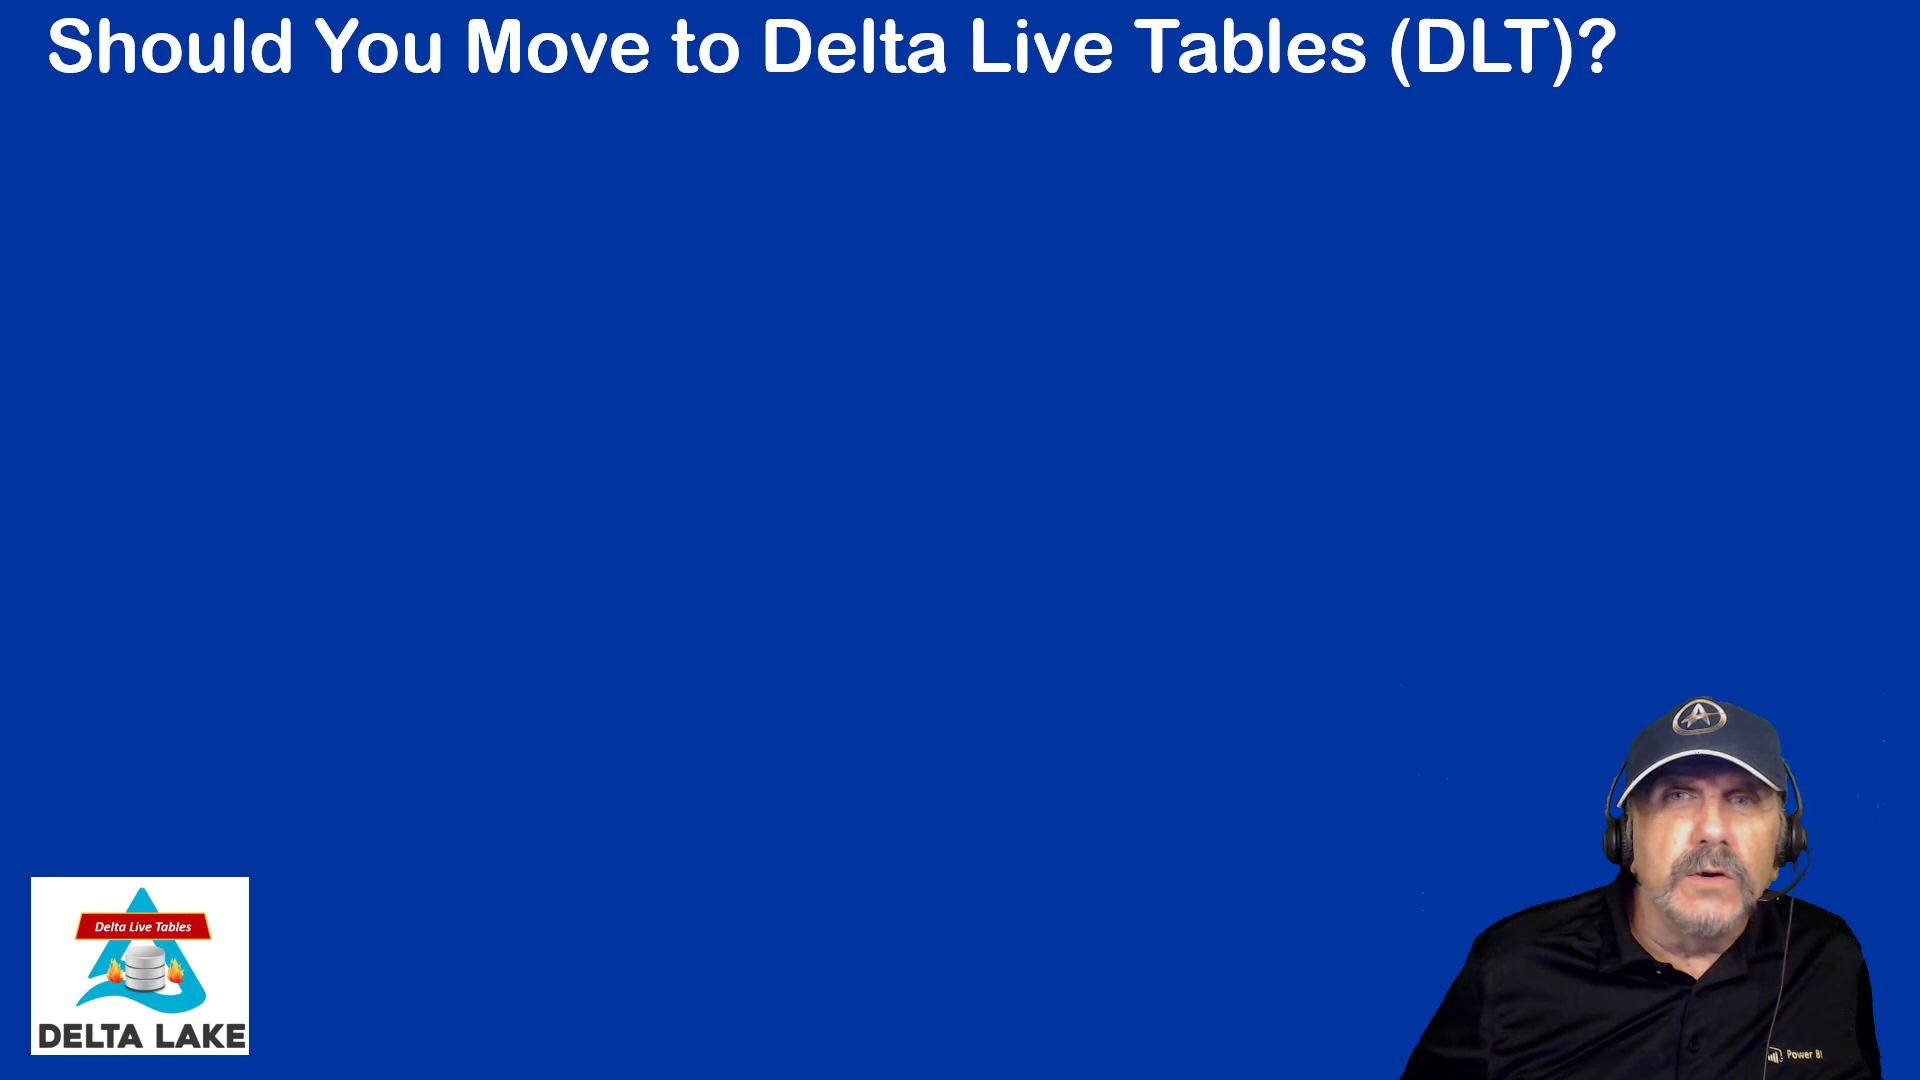 Should You Move to Delta Live Tables (DLT)?
Delta Live Tables
DELTA LAKE
Power BI